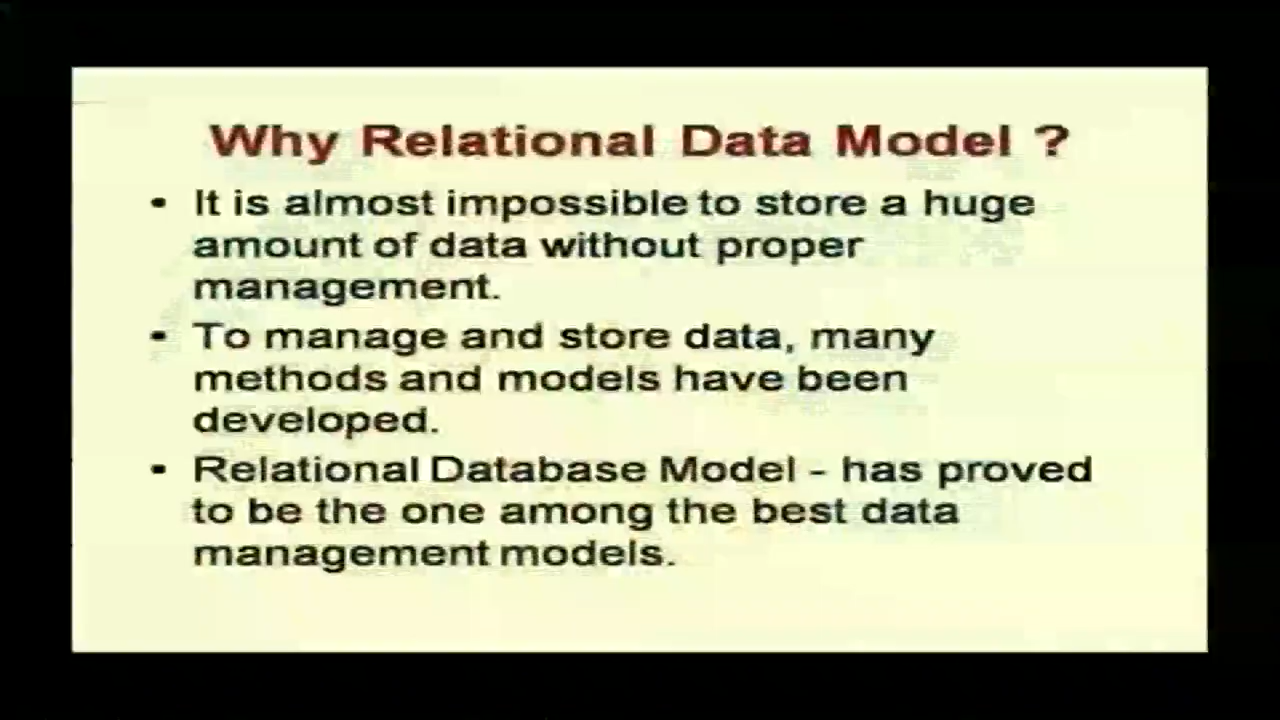 Why Relational Data Model ?
• It is almost impossible to store a huge
amount of data without proper
management.
• To manage and store data, many
methods and models have been
developed.
• Relational Database Model - has proved
to be the one among the best data
management models.